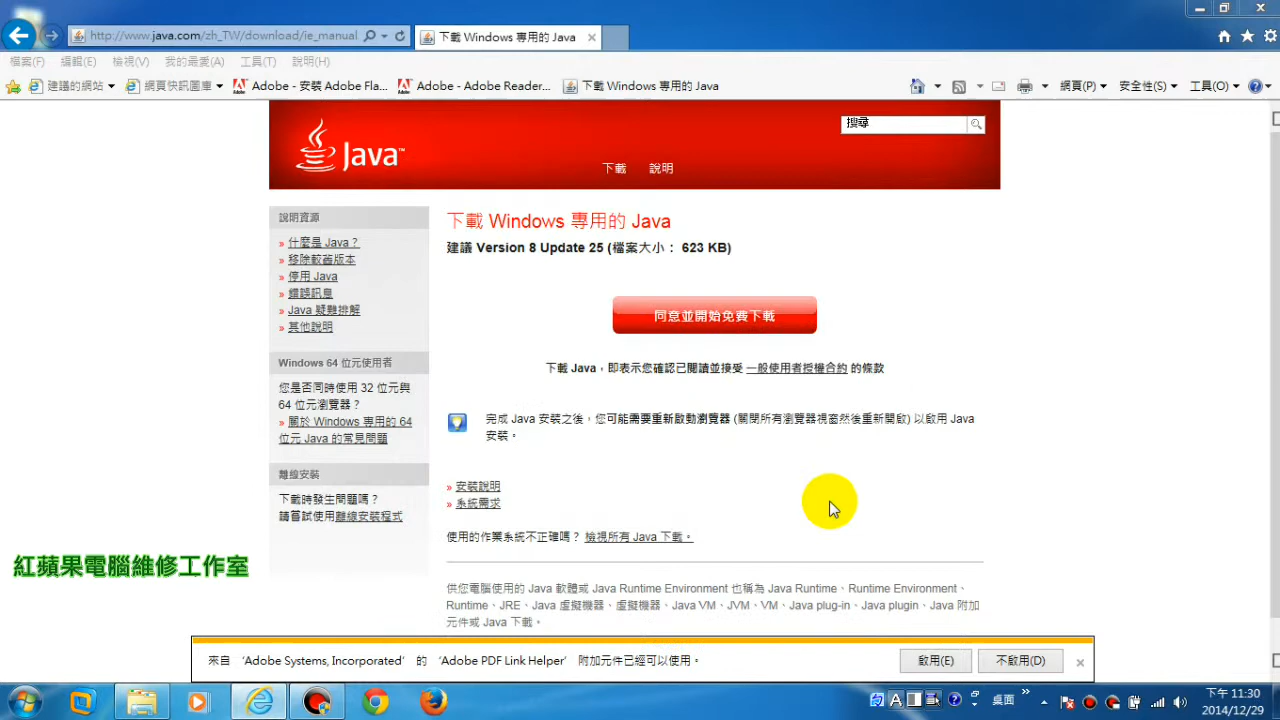 http://www.java.com/zh_TW/download/ie_manual
下載 Windows 專用的 Java
檔案(F) 編輯(E) 檢視(V) 我的最愛(A) 工具(T) 說明(H)
建議的網站 網頁快訊圖庫 Adobe - 安裝 Adobe Fla... Adobe - Adobe Reader... 下載 Windows 專用的 Java 網頁(P) 安全性(S) 工具(O)
搜尋
Java™
下載 說明
說明資源
» 什麼是 Java？
» 移除較舊版本
» 停用 Java
» 錯誤訊息
» Java 疑難排解
» 其他說明
Windows 64 位元使用者
您是否同時使用 32 位元與
64 位元瀏覽器？
» 關於 Windows 專用的 64
位元 Java 的常見問題
離線安裝
下載時發生問題嗎？
請嘗試使用離線安裝程式
下載 Windows 專用的 Java
建議 Version 8 Update 25 (檔案大小： 623 KB)
同意並開始免費下載
下載 Java，即表示您確認已閱讀並接受 一般使用者授權合約 的條款
完成 Java 安裝之後，您可能需要重新啟動瀏覽器 (關閉所有瀏覽器視窗然後重新開啟) 以啟用 Java
安裝。
» 安裝說明
» 系統需求
使用的作業系統不正確嗎？ 檢視所有 Java 下載。
供您電腦使用的 Java 軟體或 Java Runtime Environment 也稱為 Java Runtime、Runtime Environment、
Runtime、JRE、Java 虛擬機器、虛擬機器、Java VM、JVM、VM、Java plug-in、Java plugin、Java 附加
元件或 Java 下載。
紅蘋果電腦維修工作室
來自 'Adobe Systems, Incorporated' 的 'Adobe PDF Link Helper' 附加元件已經可以使用。
啟用(E) 不啟用(D)
A 桌面
下午 11:30
2014/12/29